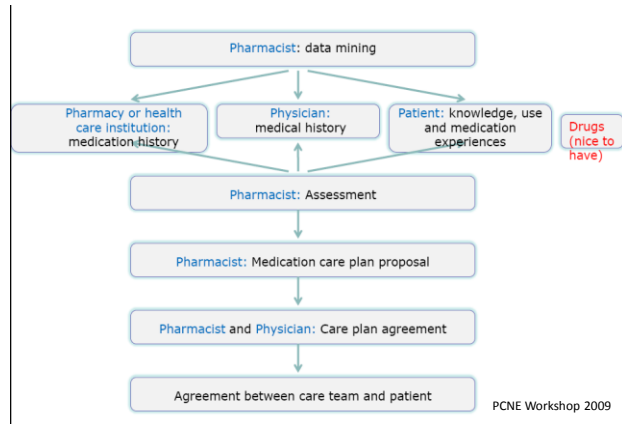 Pharmacist: data mining
Pharmacy or health
care institution:
medication history
Physician:
medical history
Patient: knowledge, use
and medication
experiences
Drugs
(nice to
have)
Pharmacist: Assessment
Pharmacist: Medication care plan proposal
Pharmacist and Physician: Care plan agreement
Agreement between care team and patient
PCNE Workshop 2009